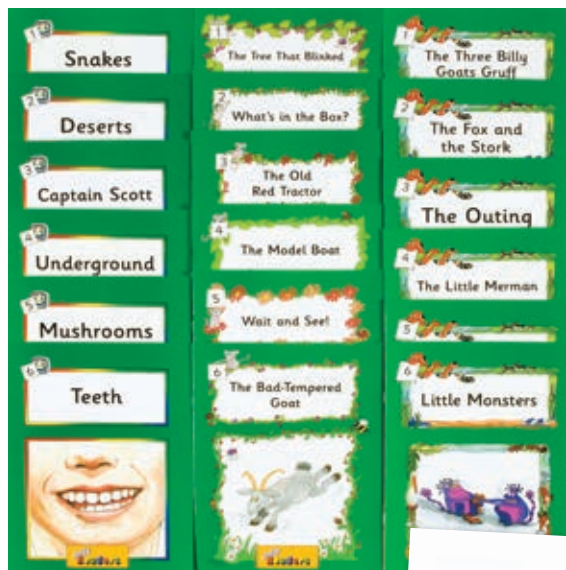 1
Snakes
2
Deserts
3
Captain Scott
4
Underground
5
Mushrooms
6
Teeth
Readers
1
The Tree That Blinked
2
What's in the Box?
3
The Old
Red Tractor
4
The Model Boat
5
Wait and See!
6
The Bad-Tempered
Goat
Readers
1
The Three Billy
Goats Gruff
2
The Fox and
the Stork
3
The Outing
4
The Little Merman
5
6
Little Monsters